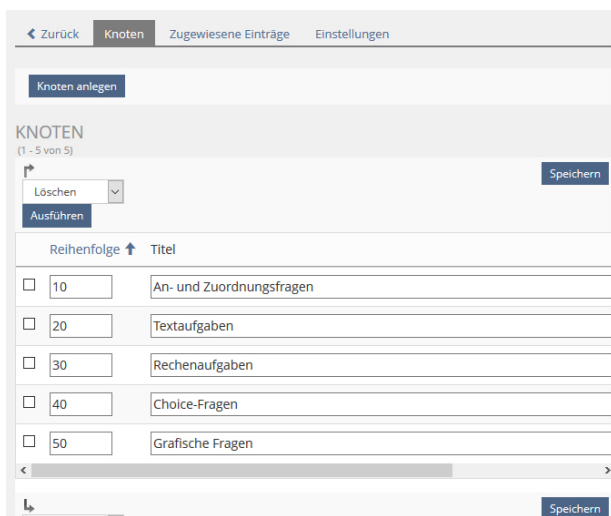 Zurück Knoten Zugewiesene Einträge Einstellungen
Knoten anlegen
KNOTEN
(1 - 5 von 5)
Speichern
Löschen
Ausführen
Reihenfolge Titel
10 An- und Zuordnungsfragen
20 Textaufgaben
30 Rechenaufgaben
40 Choice-Fragen
50 Grafische Fragen
Speichern